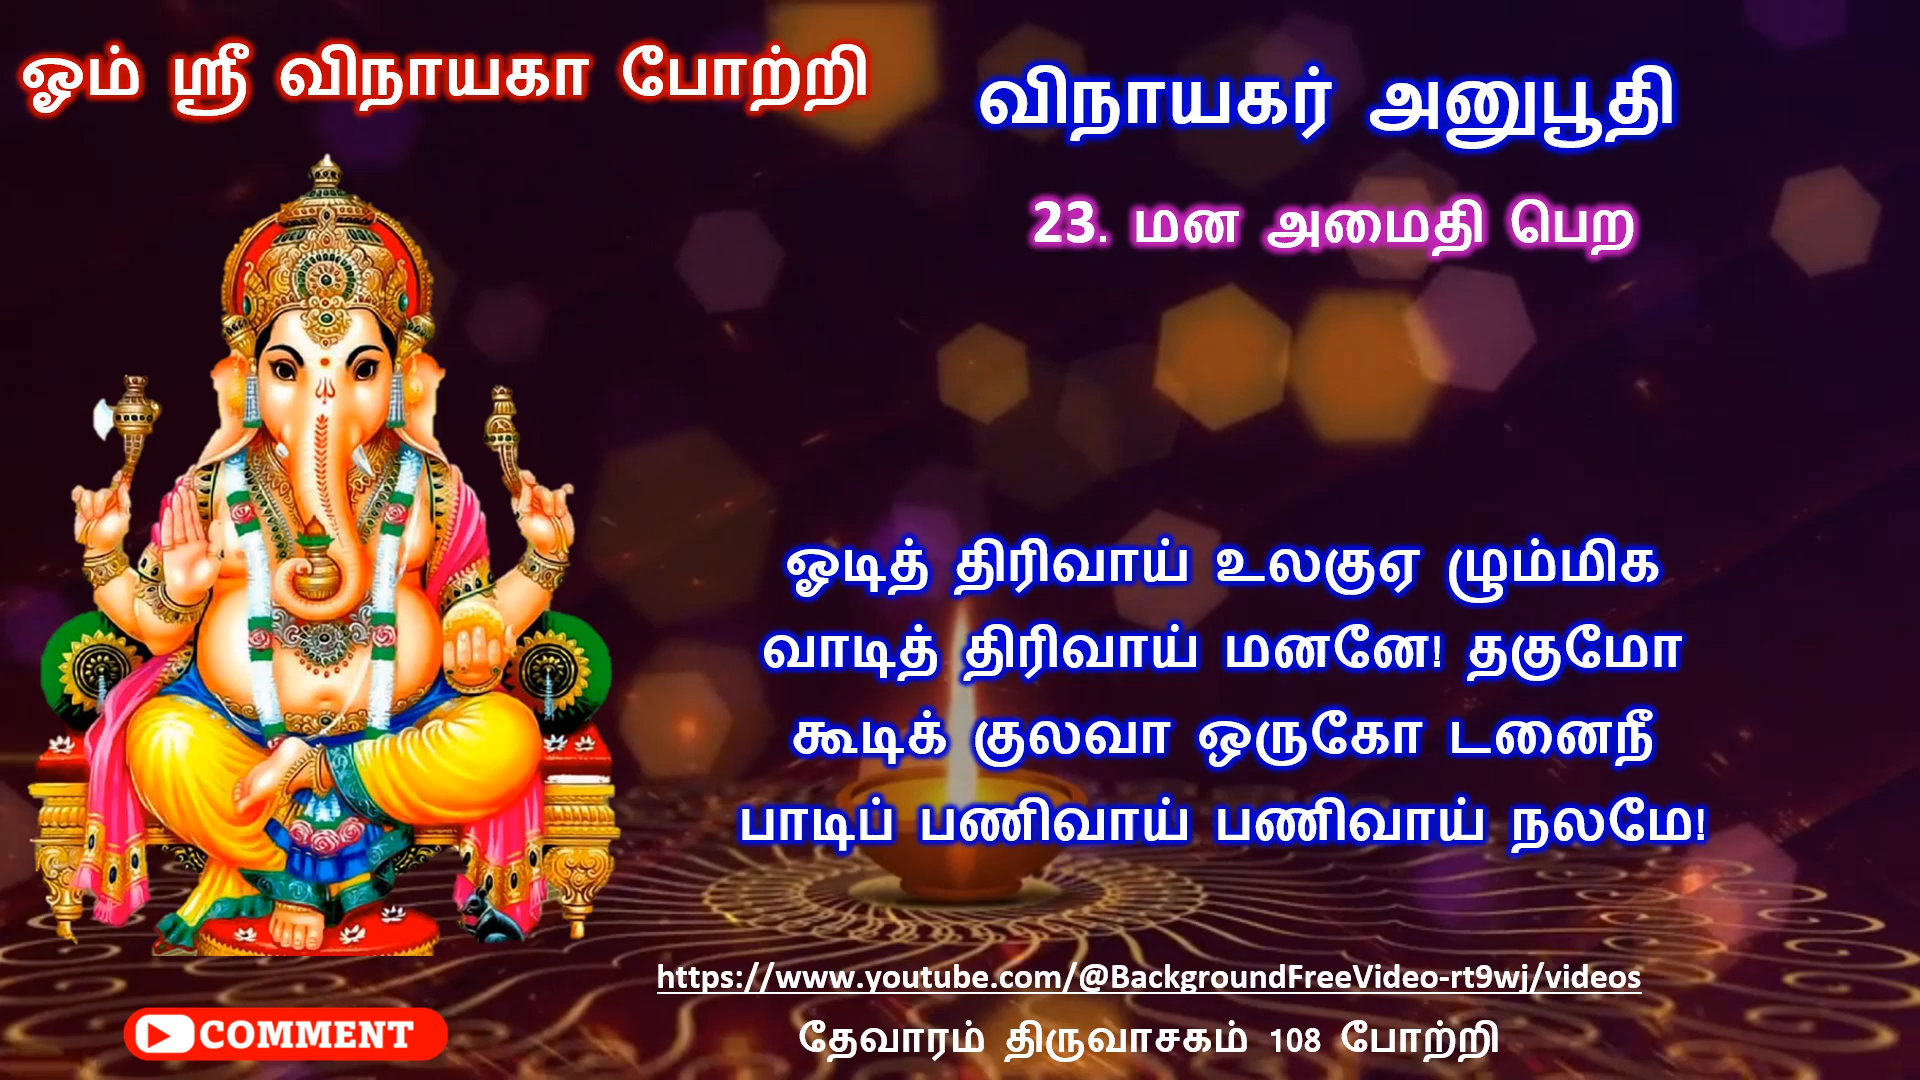 ஓம் ஸ்ரீ விநாயகா போற்றி
விநாயகர் அனுபூதி
23. மன அமைதி பெற
ஓடித் திரிவாய் உலகுஏ ழும்மிக
வாடித் திரிவாய் மனனே! தகுமோ
கூடிக் குலவா ஒருகோ டனைநீ
பாடிப் பணிவாய் பணிவாய் நலமே!
https://www.youtube.com/@BackgroundFreeVideo-rt9wj/videos
தேவாரம் திருவாசகம் 108 போற்றி
COMMENT